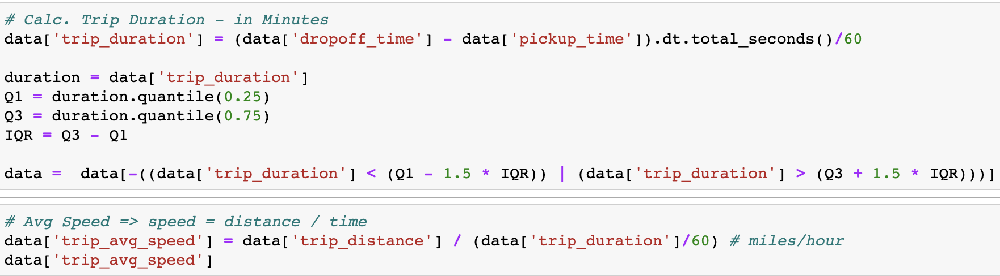 # Calc. Trip Duration - in Minutes
data['trip_duration'] = (data['dropoff_time'] - data['pickup_time']).dt.total_seconds()/60
duration = data['trip_duration']
Q1 = duration.quantile(0.25)
Q3 = duration.quantile(0.75)
IQR = Q3 - Q1
data =  data[-((data['trip_duration'] < (Q1 - 1.5 * IQR)) | (data['trip_duration'] > (Q3 + 1.5 * IQR)))]
# Avg Speed => speed = distance / time
data['trip_avg_speed'] = data['trip_distance'] / (data['trip_duration']/60) # miles/hour
data['trip_avg_speed']